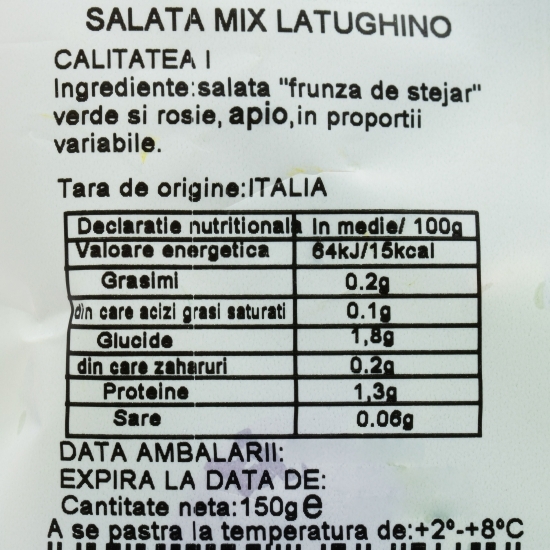 SALATA MIX LATUGHINO
CALITATEA I
Ingrediente:salata "frunza de stejar"
verde si rosie, apio,in proportii
variabile.
Tara de origine:ITALIA
Declaratie nutritionala In medie/ 100g
Valoare energetica 64kJ/15kcal
Grasimi 0.2g
din care acizi grasi saturati 0.1g
Glucide 1,8g
din care zaharuri 0.2g
Proteine 1,3g
Sare 0.06g
DATA AMBALARII:
EXPIRA LA DATA DE:
Cantitate neta:150g e
A se pastra la temperatura de:+2°-+8°C